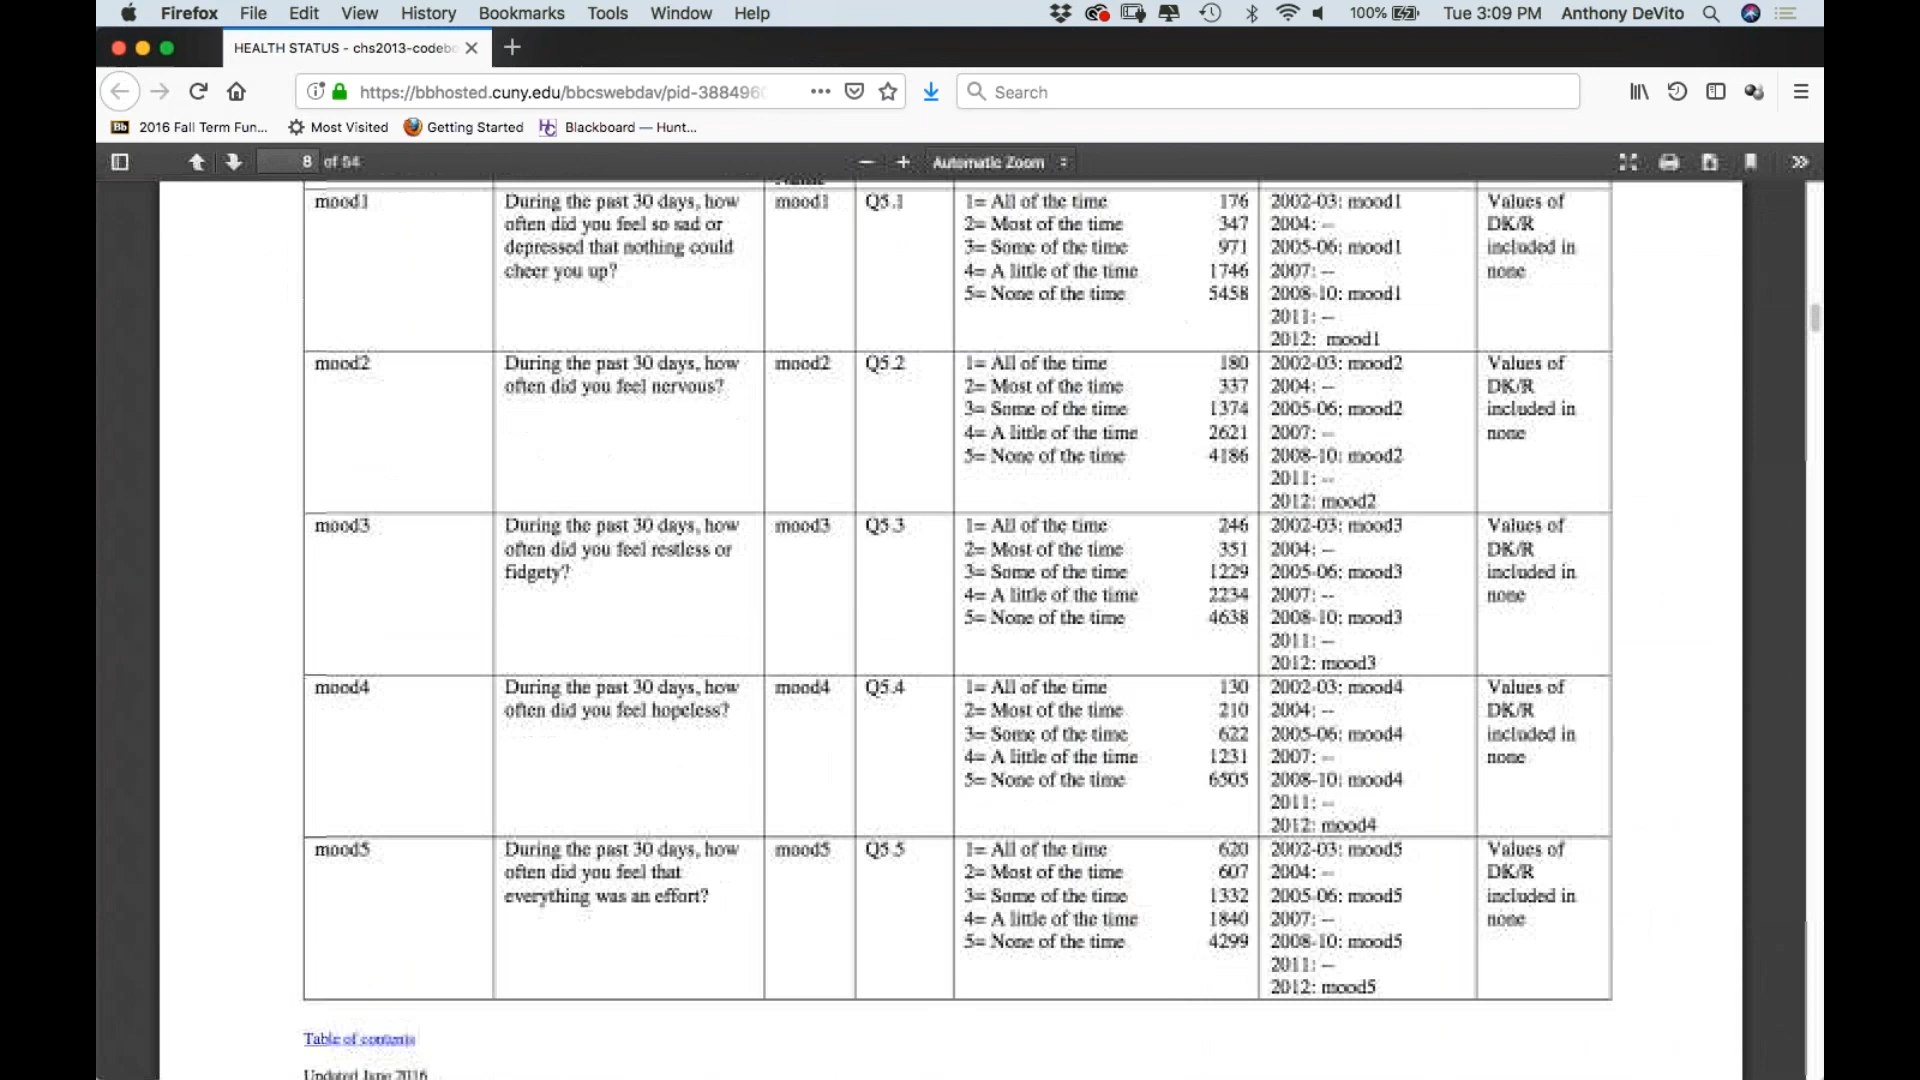 Firefox File Edit View History Bookmarks Tools Window Help 100% Tue 3:09 PM Anthony DeVito
HEALTH STATUS - chs2013-codebo
https://bbhosted.cuny.edu/bbcswebdav/pid-3884960 Search
Bb 2016 Fall Term Fun... Most Visited Getting Started HC Blackboard — Hunt...
8 of 54 Automatic Zoom
mood1 During the past 30 days, how mood1 Q5.1 1= All of the time 176 2002-03: mood1 Values of
often did you feel so sad or 2= Most of the time 347 2004: -- DK/R
depressed that nothing could 3= Some of the time 971 2005-06: mood1 included in
cheer you up? 4= A little of the time 1746 2007: -- none
5= None of the time 5458 2008-10: mood1
2011: --
2012: mood1
mood2 During the past 30 days, how mood2 Q5.2 1= All of the time 180 2002-03: mood2 Values of
often did you feel nervous? 2= Most of the time 337 2004: -- DK/R
3= Some of the time 1374 2005-06: mood2 included in
4= A little of the time 2621 2007: -- none
5= None of the time 4186 2008-10: mood2
2011: --
2012: mood2
mood3 During the past 30 days, how mood3 Q5.3 1= All of the time 246 2002-03: mood3 Values of
often did you feel restless or 2= Most of the time 351 2004: -- DK/R
fidgety? 3= Some of the time 1229 2005-06: mood3 included in
4= A little of the time 2234 2007: -- none
5= None of the time 4638 2008-10: mood3
2011: --
2012: mood3
mood4 During the past 30 days, how mood4 Q5.4 1= All of the time 130 2002-03: mood4 Values of
often did you feel hopeless? 2= Most of the time 210 2004: -- DK/R
3= Some of the time 622 2005-06: mood4 included in
4= A little of the time 1231 2007: -- none
5= None of the time 6505 2008-10: mood4
2011: --
2012: mood4
mood5 During the past 30 days, how mood5 Q5.5 1= All of the time 620 2002-03: mood5 Values of
often did you feel that 2= Most of the time 607 2004: -- DK/R
everything was an effort? 3= Some of the time 1332 2005-06: mood5 included in
4= A little of the time 1840 2007: -- none
5= None of the time 4299 2008-10: mood5
2011: --
2012: mood5
Table of contents
Updated June 2016